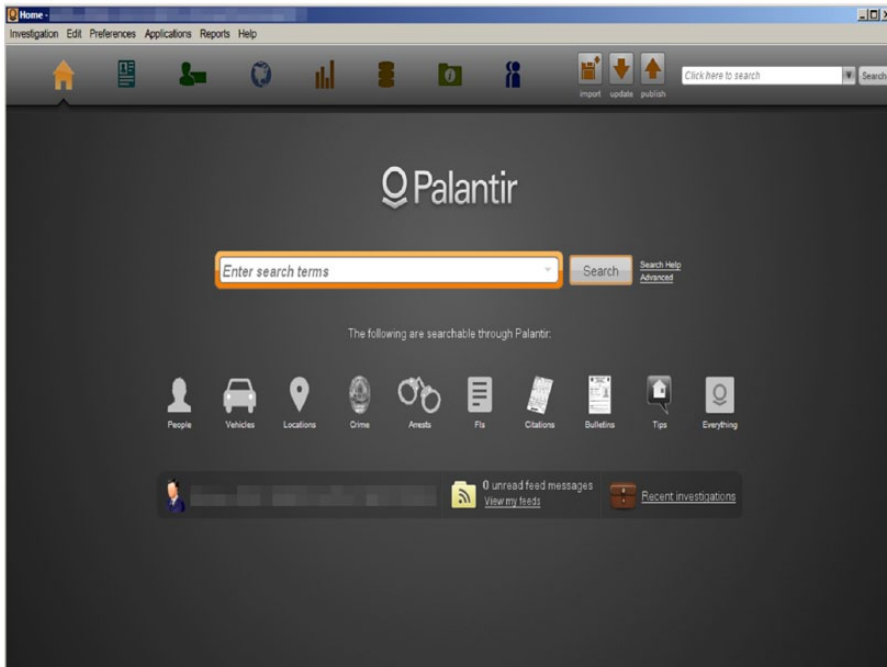 Home -
Investigation Edit Preferences Applications Reports Help
import update publish
Click here to search
Search
Palantir
Enter search terms
Search
Search Help
Advanced
The following are searchable through Palantir:
People Vehicles Locations Crime Arrests FIs Citations Bulletins Tips Everything
0 unread feed messages
View my feeds
Recent investigations